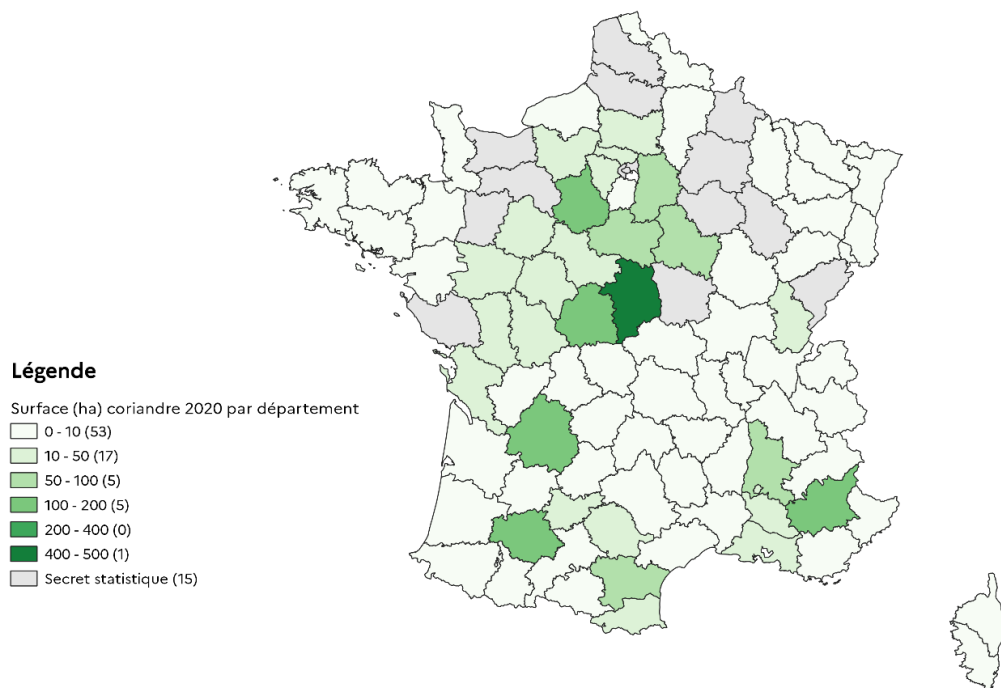 Légende
Surface (ha) coriandre 2020 par département
0 - 10 (53)
10 - 50 (17)
50 - 100 (5)
100 - 200 (5)
200 - 400 (0)
400 - 500 (1)
Secret statistique (15)